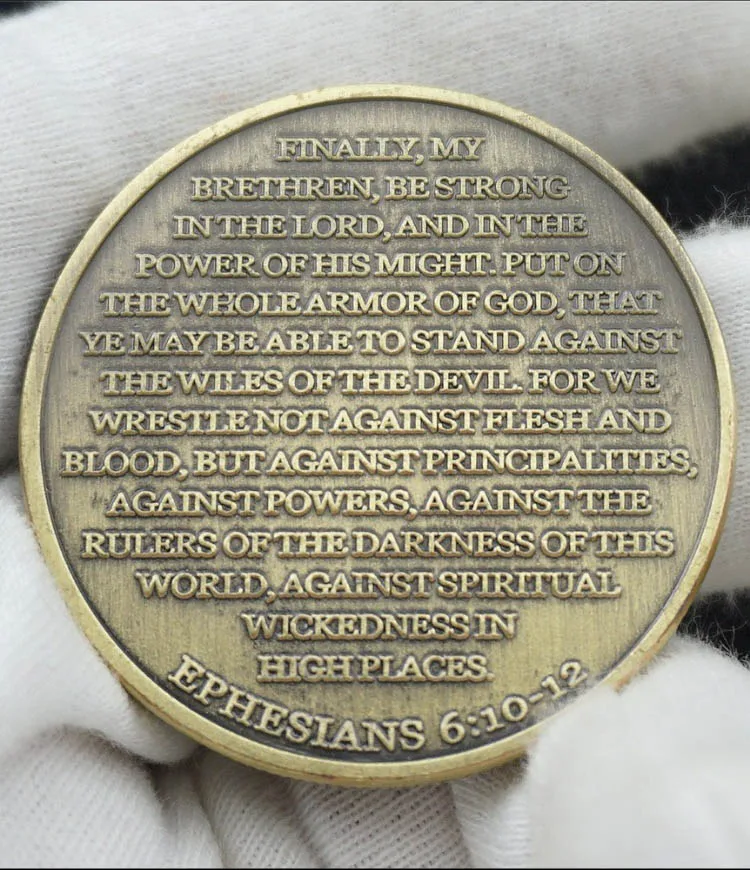 FINALLY, MY
BRETHREN, BE STRONG
IN THE LORD, AND IN THE
POWER OF HIS MIGHT. PUT ON
THE WHOLE ARMOR OF GOD, THAT
YE MAY BE ABLE TO STAND AGAINST
THE WILES OF THE DEVIL. FOR WE
WRESTLE NOT AGAINST FLESH AND
BLOOD, BUT AGAINST PRINCIPALITIES,
AGAINST POWERS, AGAINST THE
RULERS OF THE DARKNESS OF THIS
WORLD, AGAINST SPIRITUAL
WICKEDNESS IN
HIGH PLACES.
EPHESIANS 6:10-12